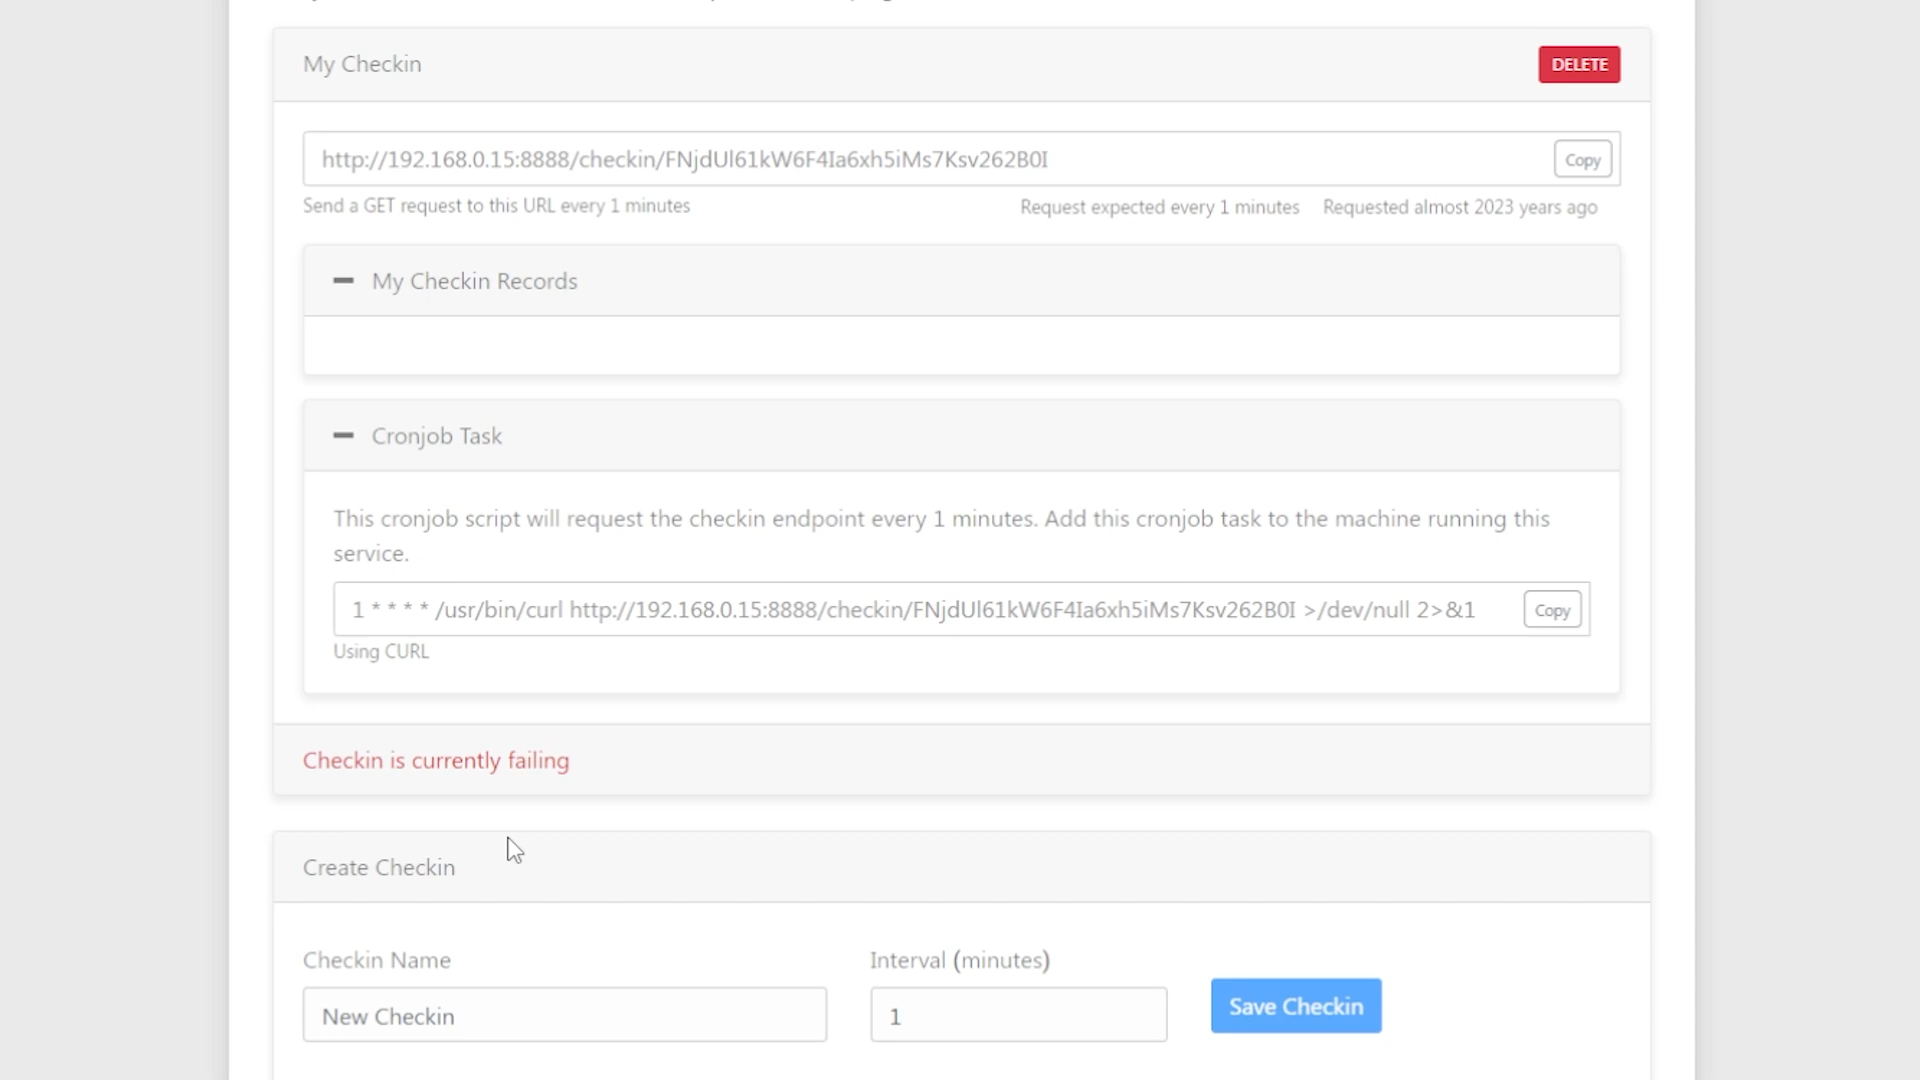 My Checkin
DELETE
http://192.168.0.15:8888/checkin/FNjdUl61kW6F4Ia6xh5iMs7Ksv262B0I
Copy
Send a GET request to this URL every 1 minutes
Request expected every 1 minutes
Requested almost 2023 years ago
My Checkin Records
Cronjob Task
This cronjob script will request the checkin endpoint every 1 minutes. Add this cronjob task to the machine running this
service.
1 * * * * /usr/bin/curl http://192.168.0.15:8888/checkin/FNjdUl61kW6F4Ia6xh5iMs7Ksv262B0I >/dev/null 2>&1
Copy
Using CURL
Checkin is currently failing
Create Checkin
Checkin Name
Interval (minutes)
New Checkin
1
Save Checkin